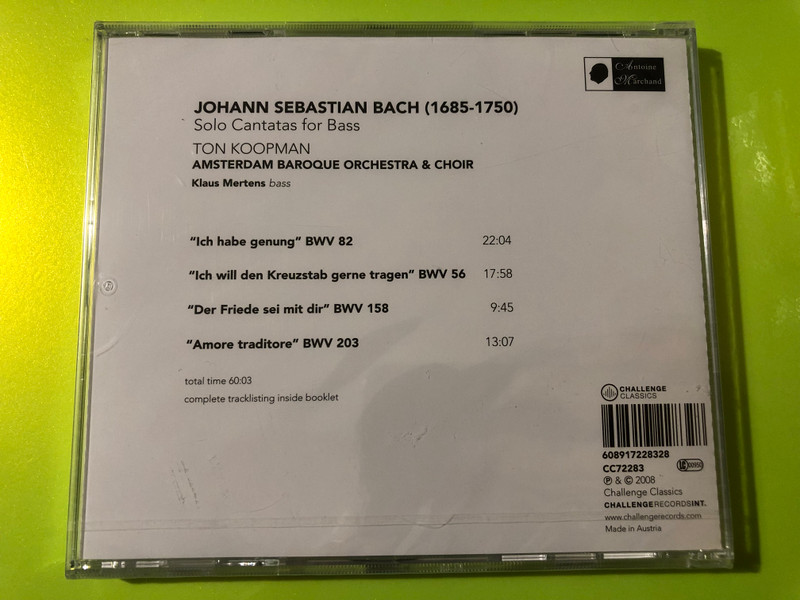 Antoine
Marchand
JOHANN SEBASTIAN BACH (1685-1750)
Solo Cantatas for Bass
TON KOOPMAN
AMSTERDAM BAROQUE ORCHESTRA & CHOIR
Klaus Mertens bass
“Ich habe genung” BWV 82 22:04
“Ich will den Kreuzstab gerne tragen” BWV 56 17:58
“Der Friede sei mit dir” BWV 158 9:45
“Amore traditore” BWV 203 13:07
total time 60:03
complete tracklisting inside booklet
CHALLENGE
CLASSICS
608917228328
CC72283
LC 00950
℗ & © 2008
Challenge Classics
CHALLENGERECORDSINT.
www.challengerecords.com
Made in Austria